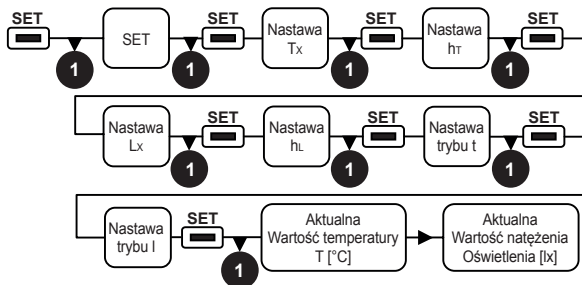 SET
1
SET
1
SET
Nastawa
Tx
1
SET
Nastawa
hT
1
SET
Nastawa
Lx
1
SET
Nastawa
hL
1
SET
Nastawa
trybu t
1
SET
Nastawa
trybu l
SET
1
Aktualna
Wartość temperatury
T [°C]
Aktualna
Wartość natężenia
Oświetlenia [lx]